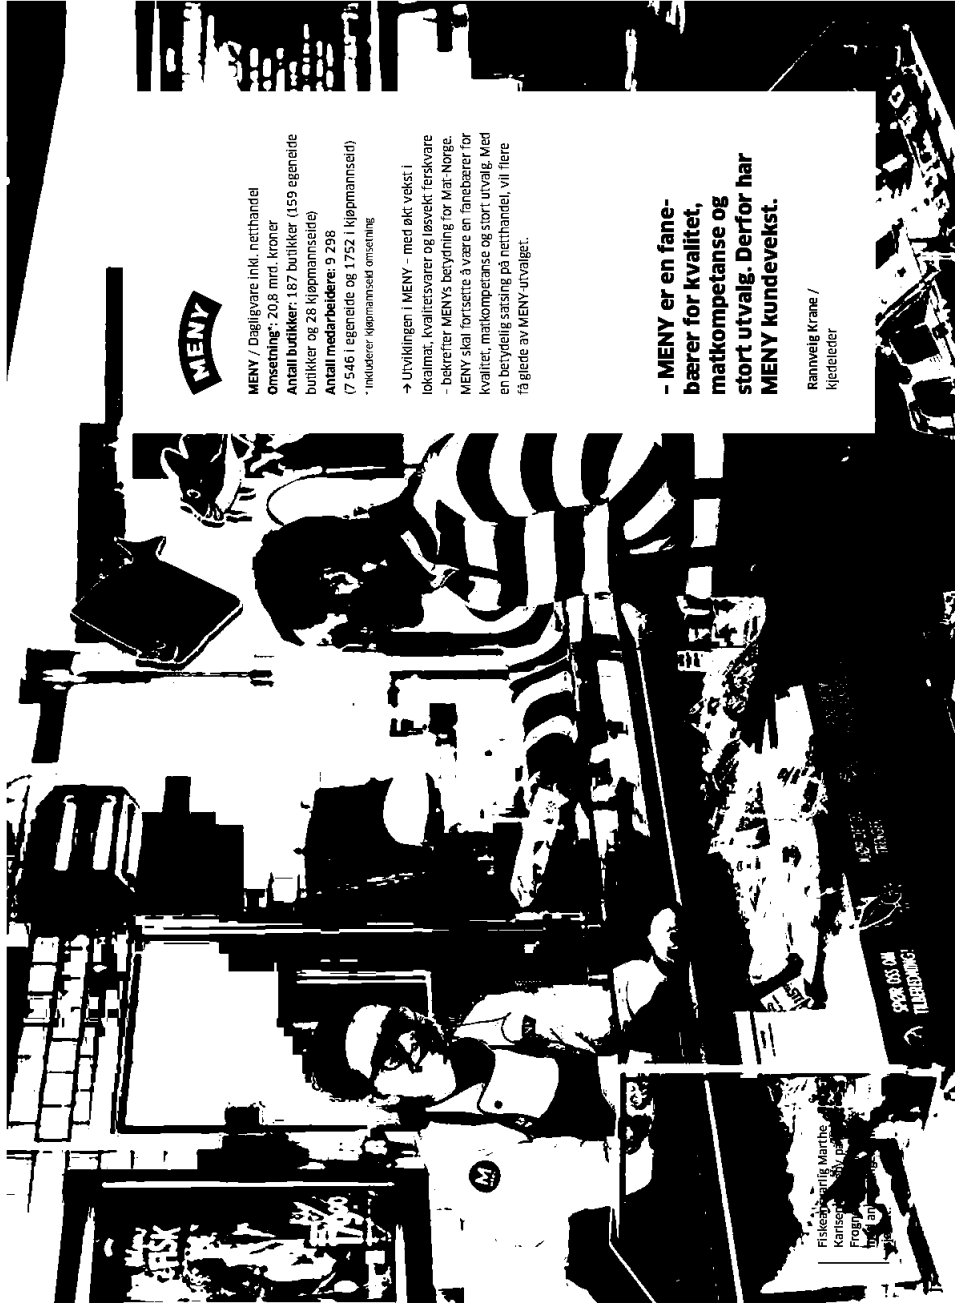 MENY
MENY / Dagligvare inkl. netthandel
Omsetning*: 20,8 mrd. kroner
Antall butikker: 187 butikker (159 egeneide
butikker og 28 kjøpmannseide)
Antall medarbeidere: 9 298
(7 546 i egeneide og 1 752 i kjøpmannseid)
* Inkluderer kjøpmannseid omsetning
→ Utviklingen i MENY – med økt vekst i
lokalmat, kvalitetsvarer og løsvekt ferskvare
– bekrefter MENYs betydning for Mat-Norge.
MENY skal fortsette å være en fanebærer for
kvalitet, matkompetanse og stort utvalg. Med
en betydelig satsing på netthandel, vil flere
få glede av MENY-utvalget.
– MENY er en fane-
bærer for kvalitet,
matkompetanse og
stort utvalg. Derfor har
MENY kundevekst.
Rannveig Krane /
kjedeleder
SPØR OSS OM
TILBEREDNING!
FISK
M
Fiskeansvarlig Marthe